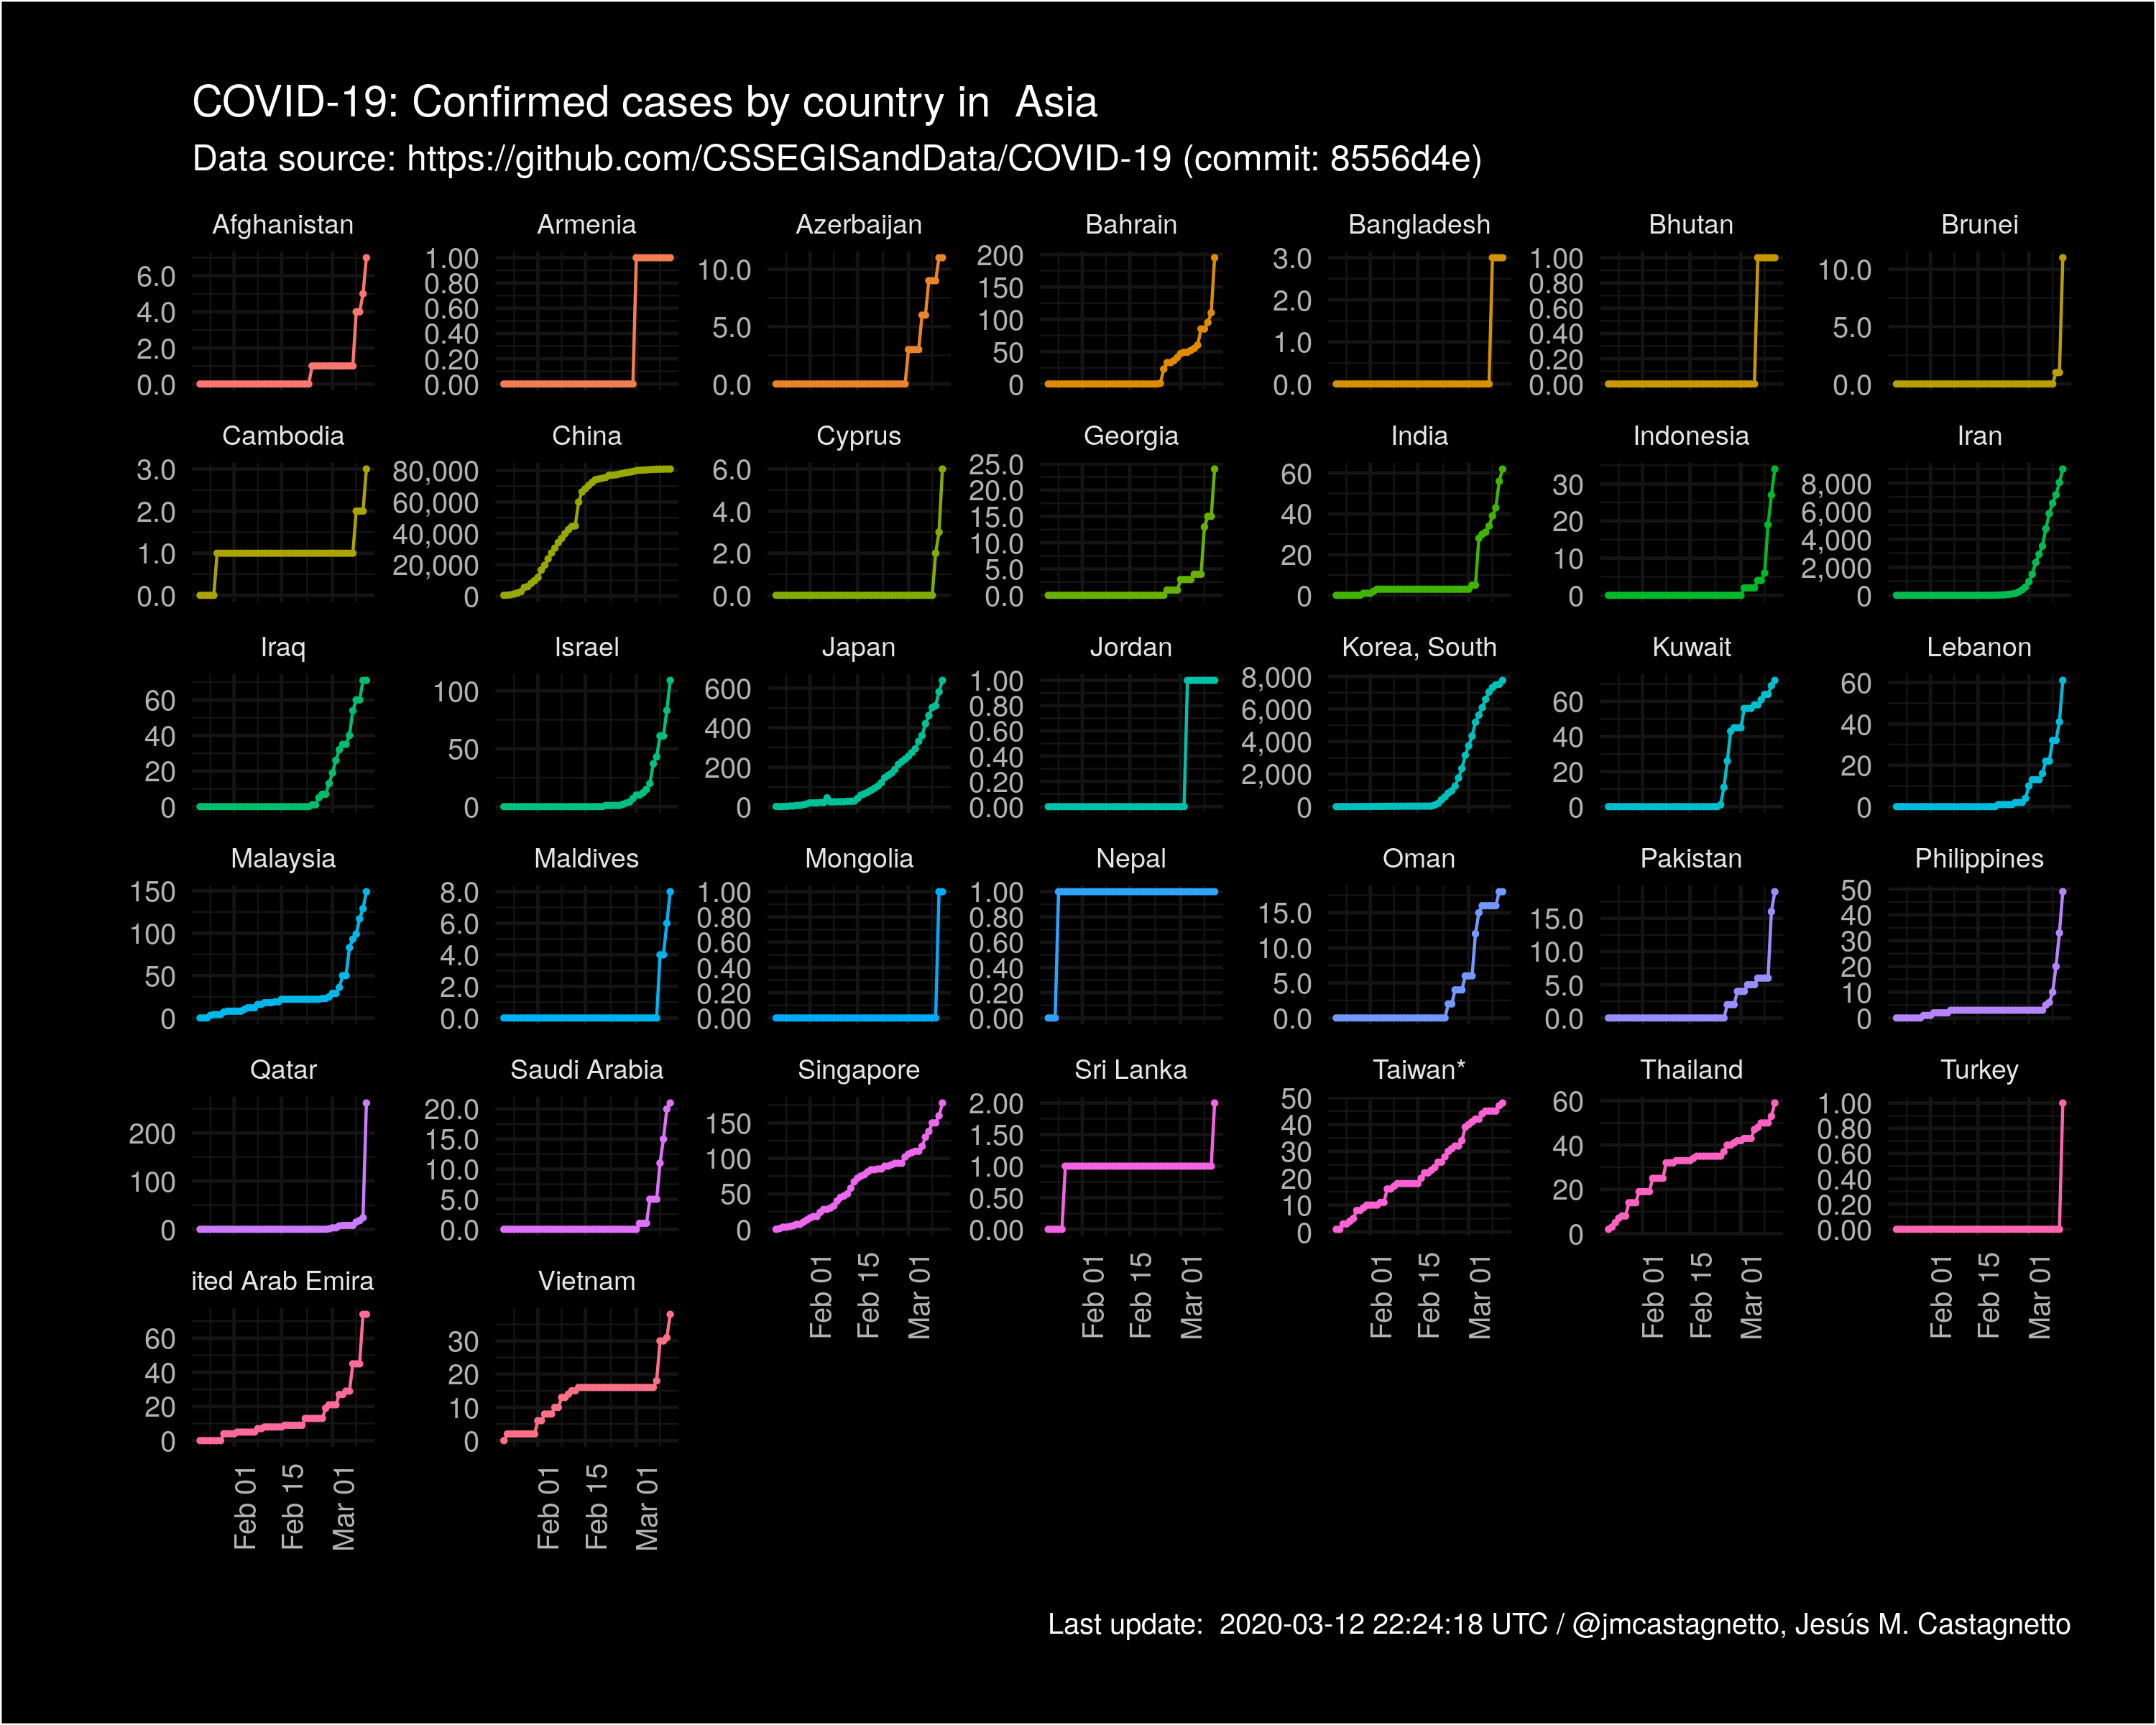 COVID-19: Confirmed cases by country in  Asia
Data source: https://github.com/CSSEGISandData/COVID-19 (commit: 8556d4e)
Afghanistan
6.0
4.0
2.0
0.0
Armenia
1.00
0.80
0.60
0.40
0.20
0.00
Azerbaijan
10.0
5.0
0.0
Bahrain
200
150
100
50
0
Bangladesh
3.0
2.0
1.0
0.0
Bhutan
1.00
0.80
0.60
0.40
0.20
0.00
Brunei
10.0
5.0
0.0
Cambodia
3.0
2.0
1.0
0.0
China
80,000
60,000
40,000
20,000
0
Cyprus
6.0
4.0
2.0
0.0
Georgia
25.0
20.0
15.0
10.0
5.0
0.0
India
60
40
20
0
Indonesia
30
20
10
0
Iran
8,000
6,000
4,000
2,000
0
Iraq
60
40
20
0
Israel
100
50
0
Japan
600
400
200
0
Jordan
1.00
0.80
0.60
0.40
0.20
0.00
Korea, South
8,000
6,000
4,000
2,000
0
Kuwait
60
40
20
0
Lebanon
60
40
20
0
Malaysia
150
100
50
0
Maldives
8.0
6.0
4.0
2.0
0.0
Mongolia
1.00
0.80
0.60
0.40
0.20
0.00
Nepal
1.00
0.80
0.60
0.40
0.20
0.00
Oman
15.0
10.0
5.0
0.0
Pakistan
15.0
10.0
5.0
0.0
Philippines
50
40
30
20
10
0
Qatar
200
100
0
Saudi Arabia
20.0
15.0
10.0
5.0
0.0
Singapore
150
100
50
0
Feb 01
Feb 15
Mar 01
Sri Lanka
2.00
1.50
1.00
0.50
0.00
Feb 01
Feb 15
Mar 01
Taiwan*
50
40
30
20
10
0
Feb 01
Feb 15
Mar 01
Thailand
60
40
20
0
Feb 01
Feb 15
Mar 01
Turkey
1.00
0.80
0.60
0.40
0.20
0.00
Feb 01
Feb 15
Mar 01
ited Arab Emira
60
40
20
0
Feb 01
Feb 15
Mar 01
Vietnam
30
20
10
0
Feb 01
Feb 15
Mar 01
Last update:  2020-03-12 22:24:18 UTC / @jmcastagnetto, Jesús M. Castagnetto